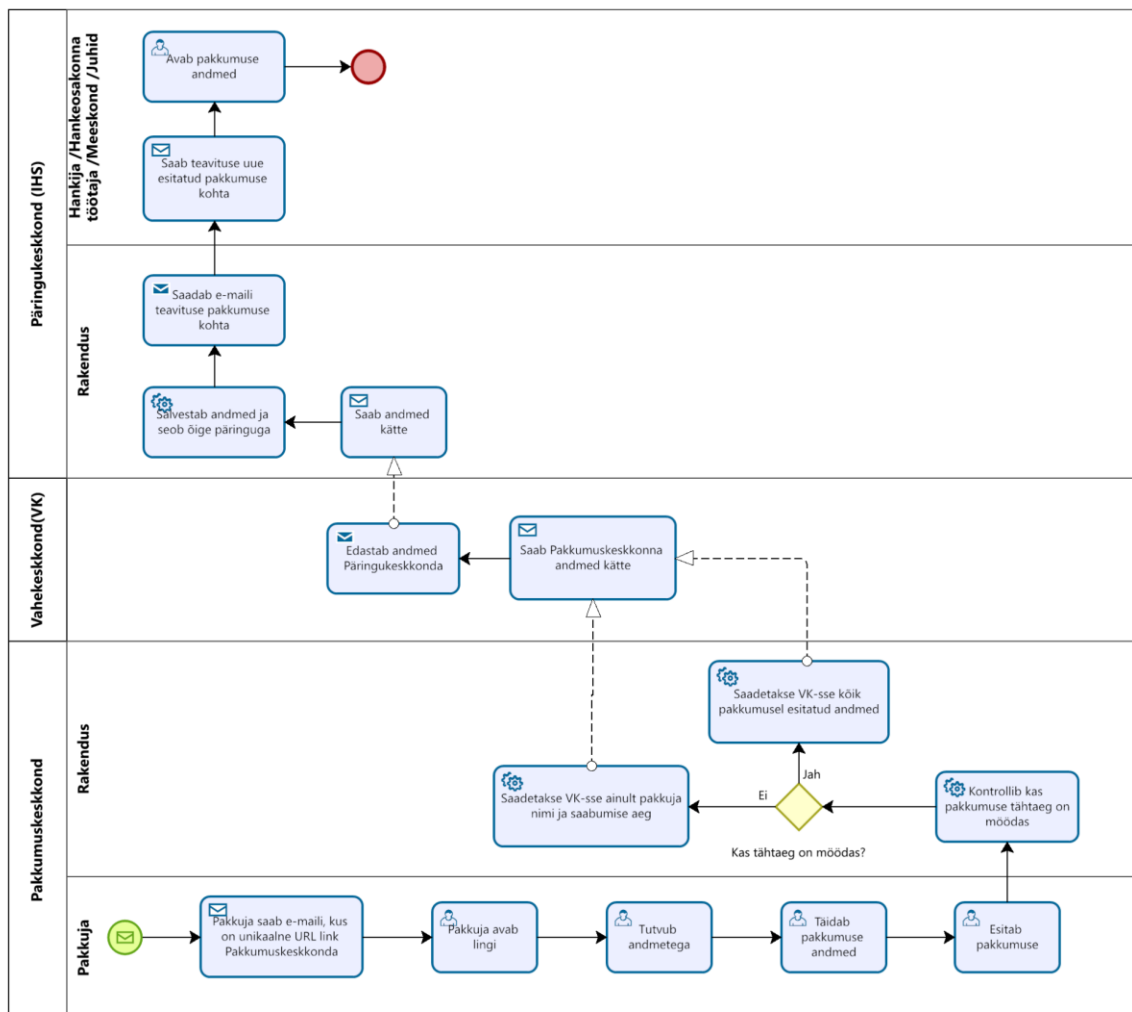 Päringukeskkond (IHS)
Hankija /Hankeosakonna
töötaja /Meeskond /Juhid
Avab pakkumuse
andmed
Saab teavituse uue
esitatud pakkumuse
kohta
Rakendus
Saadab e-maili
teavituse pakkumuse
kohta
Salvestab andmed ja
seob õige päringuga
Saab andmed
kätte
Vahekeskkond(VK)
Edastab andmed
Päringukeskkonda
Saab Pakkumuskeskkonna
andmed kätte
Pakkumuskeskkond
Rakendus
Saadetakse VK-sse kõik
pakkumusel esitatud andmed
Saadetakse VK-sse ainult pakkuja
nimi ja saabumise aeg
Ei
Jah
Kas tähtaeg on möödas?
Kontrollib kas
pakkumuse tähtaeg on
möödas
Pakkuja
Pakkuja saab e-maili, kus
on unikaalne URL link
Pakkumuskeskkonda
Pakkuja avab
lingi
Tutvub
andmetega
Täidab
pakkumuse
andmed
Esitab
pakkumuse